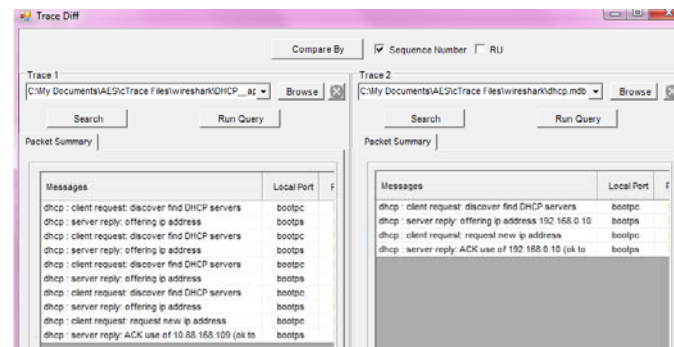 Trace Diff
Compare By Sequence Number RU
Trace 1
C:\My Documents\AES\cTrace Files\wireshark\DHCP__ap Browse
Search Run Query
Packet Summary
Messages Local Port F
dhcp : client request: discover find DHCP servers bootpc
dhcp : server reply: offering ip address bootps
dhcp : client request: discover find DHCP servers bootpc
dhcp : server reply: offering ip address bootps
dhcp : client request: discover find DHCP servers bootpc
dhcp : server reply: offering ip address bootps
dhcp : client request: discover find DHCP servers bootpc
dhcp : server reply: offering ip address bootps
dhcp : client request: request new ip address bootpc
dhcp : server reply: ACK use of 10.88.168.109 (ok to bootps
Trace 2
C:\My Documents\AES\cTrace Files\wireshark\dhcp.mdb Browse
Search Run Query
Packet Summary
Messages Local Port F
dhcp : client request: discover find DHCP servers bootpc
dhcp : server reply: offering ip address 192.168.0.10 bootps
dhcp : client request: request new ip address bootpc
dhcp : server reply: ACK use of 192.168.0.10 (ok to bootps